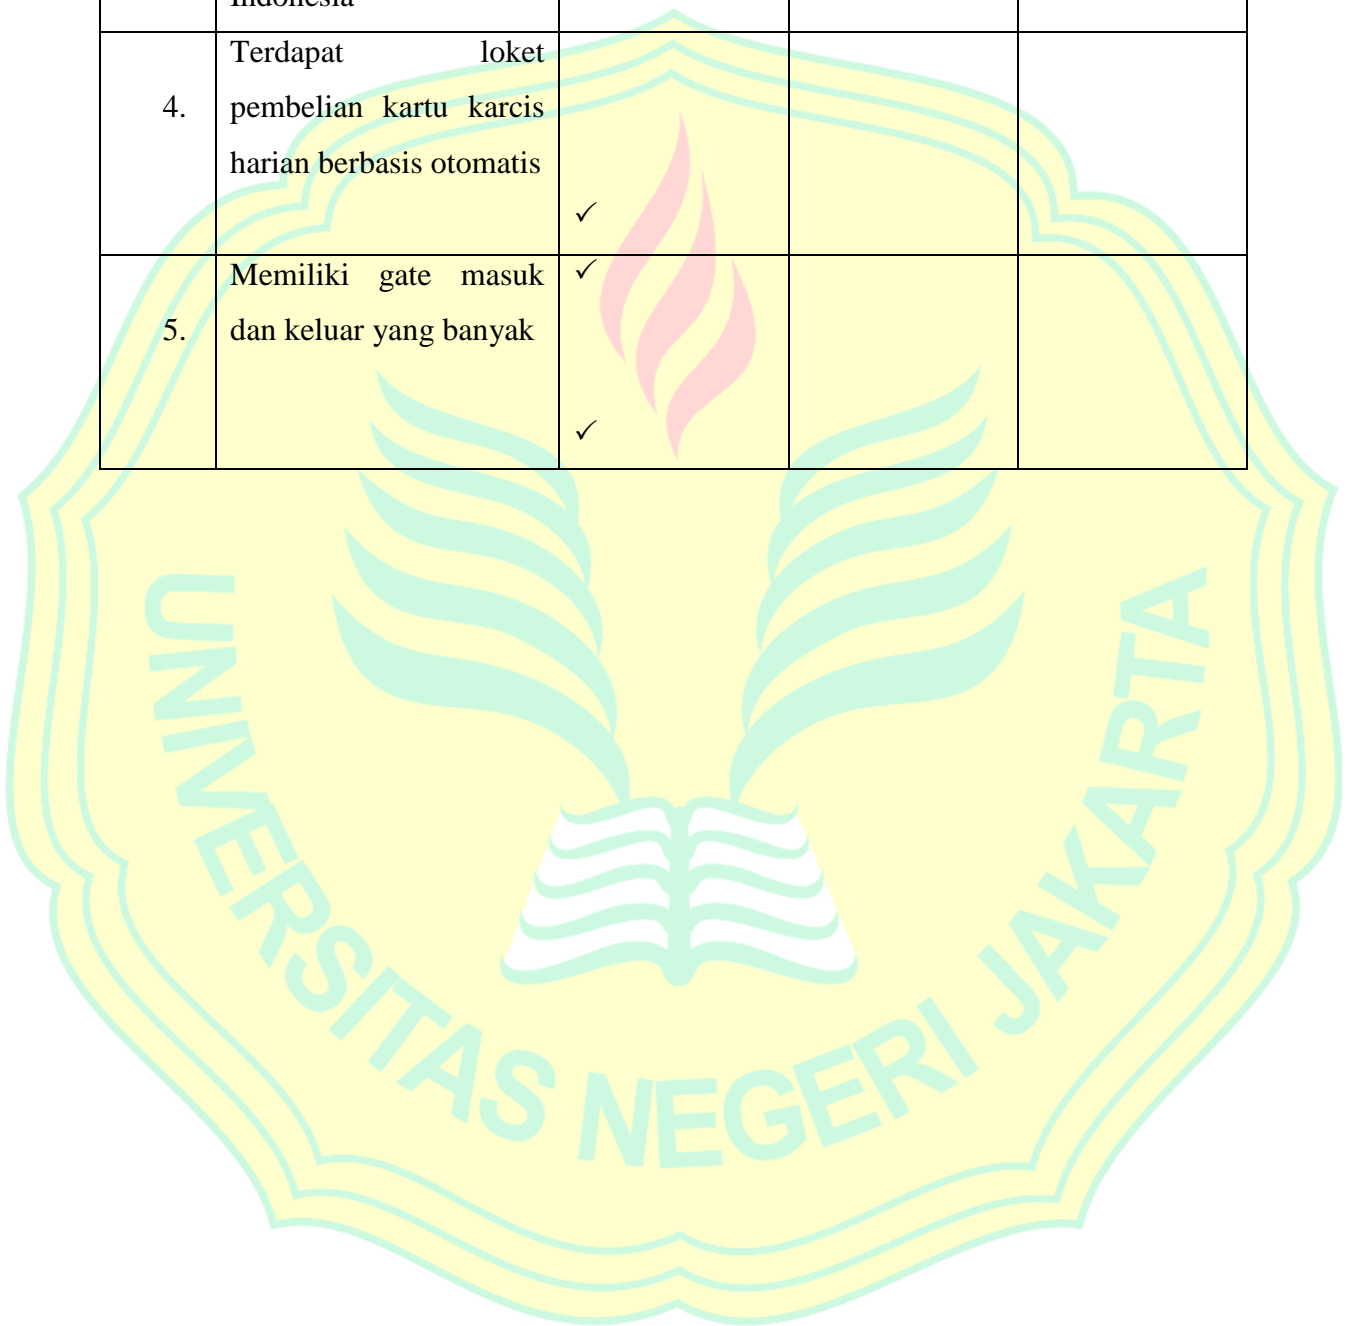 Indonesia
Terdapat loket
4. pembelian kartu karcis
harian berbasis otomatis
✓
Memiliki gate masuk ✓
5. dan keluar yang banyak
✓
UNIVERSITAS NEGERI JAKARTA